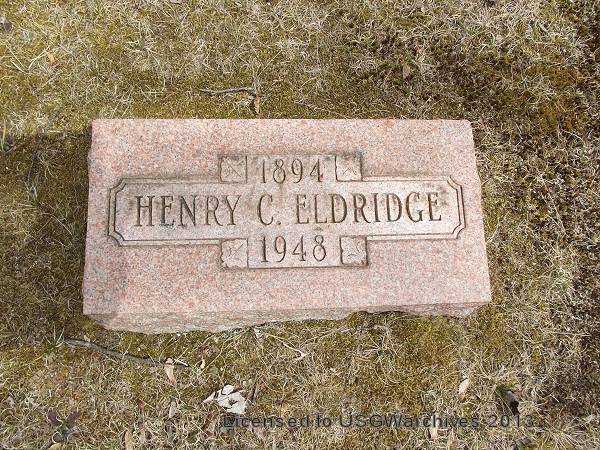 1894
HENRY C. ELDRIDGE
1948
Licensed to USGWarchives 2013